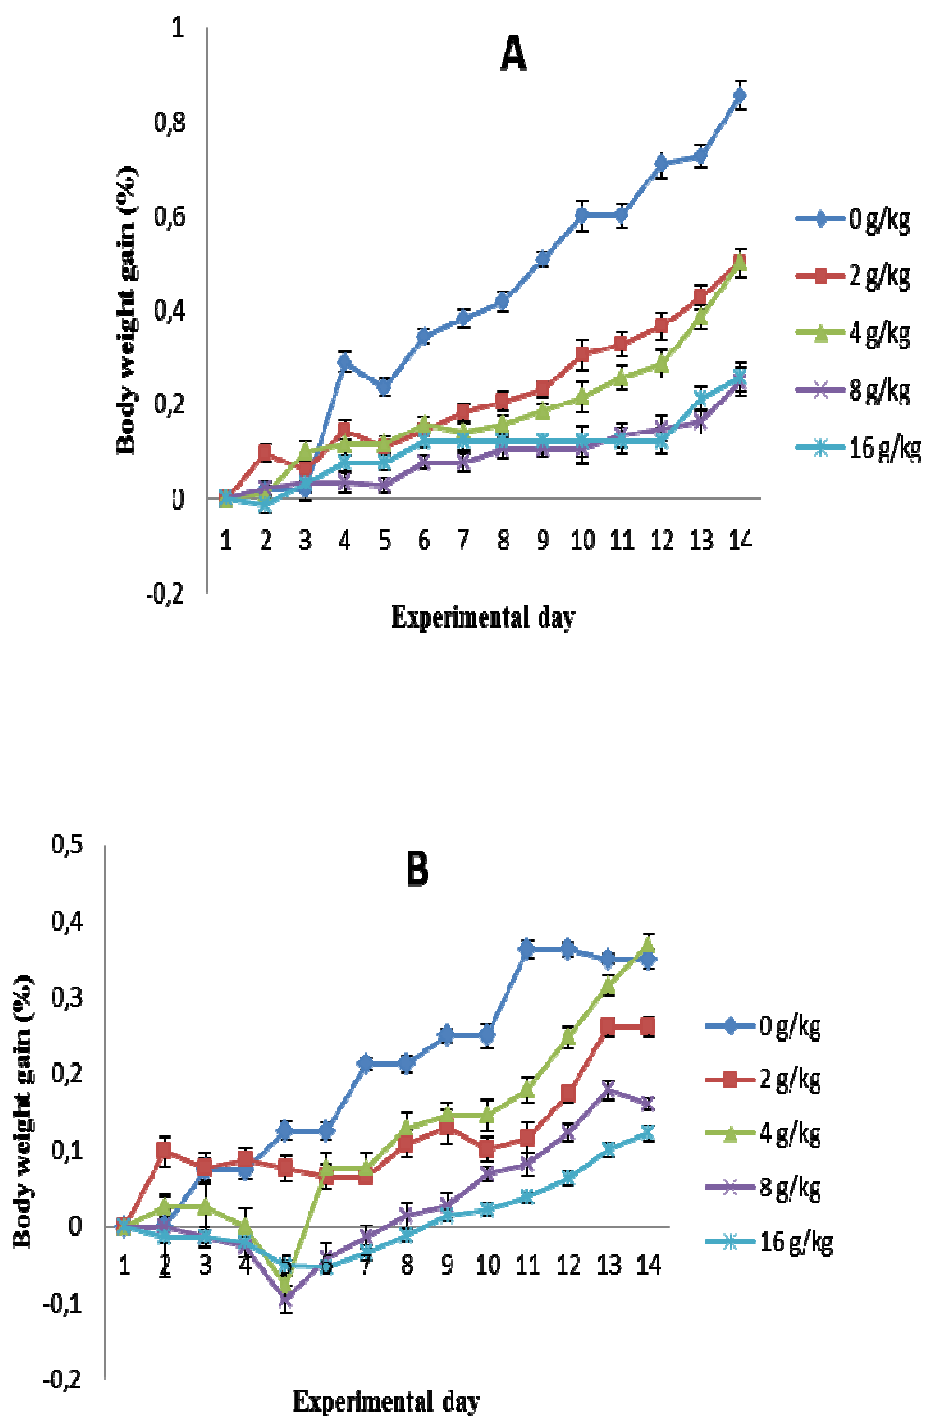 A
Body weight gain (%)
1
0,8
0,6
0,4
0,2
0
-0,2
1 2 3 4 5 6 7 8 9 10 11 12 13 14
Experimental day
0 g/kg
2 g/kg
4 g/kg
8 g/kg
16 g/kg
B
Body weight gain (%)
0,5
0,4
0,3
0,2
0,1
0
-0,1
-0,2
1 2 3 4 5 6 7 8 9 10 11 12 13 14
Experimental day
0 g/kg
2 g/kg
4 g/kg
8 g/kg
16 g/kg